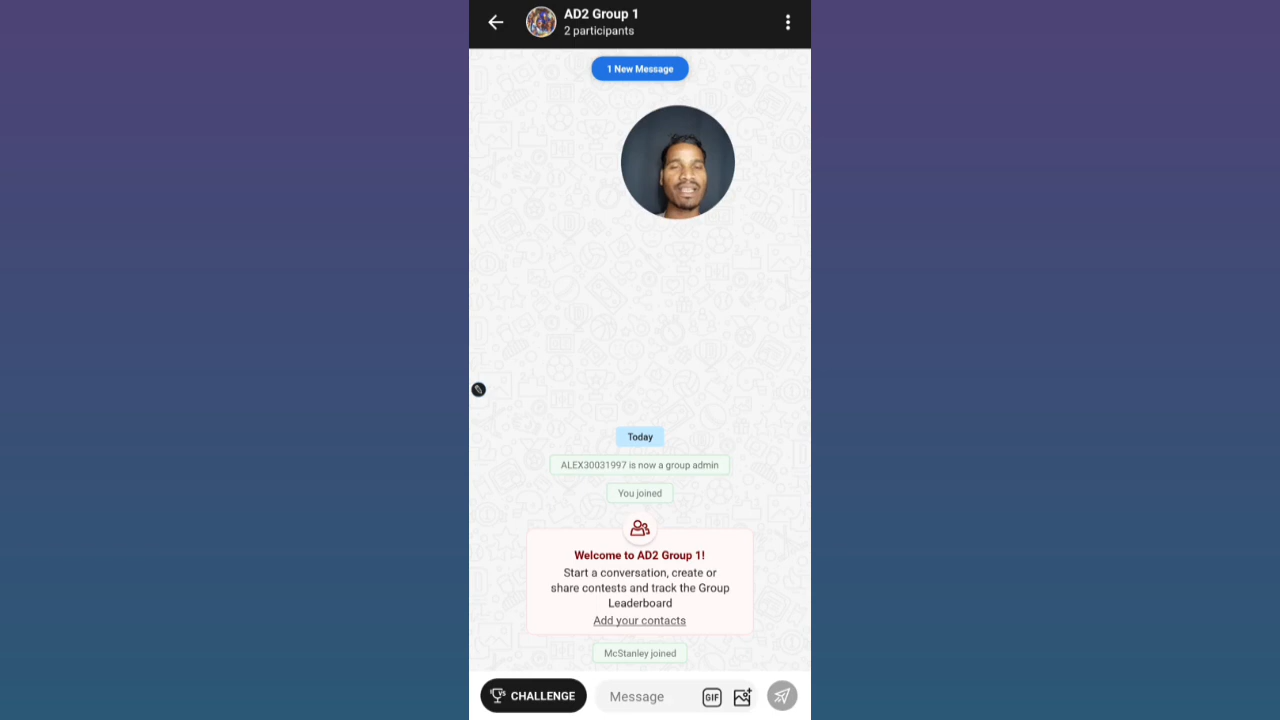 AD2 Group 1
2 participants
1 New Message
Today
ALEX30031997 is now a group admin
You joined
Welcome to AD2 Group 1!
Start a conversation, create or
share contests and track the Group
Leaderboard
Add your contacts
McStanley joined
VS CHALLENGE
Message
GIF